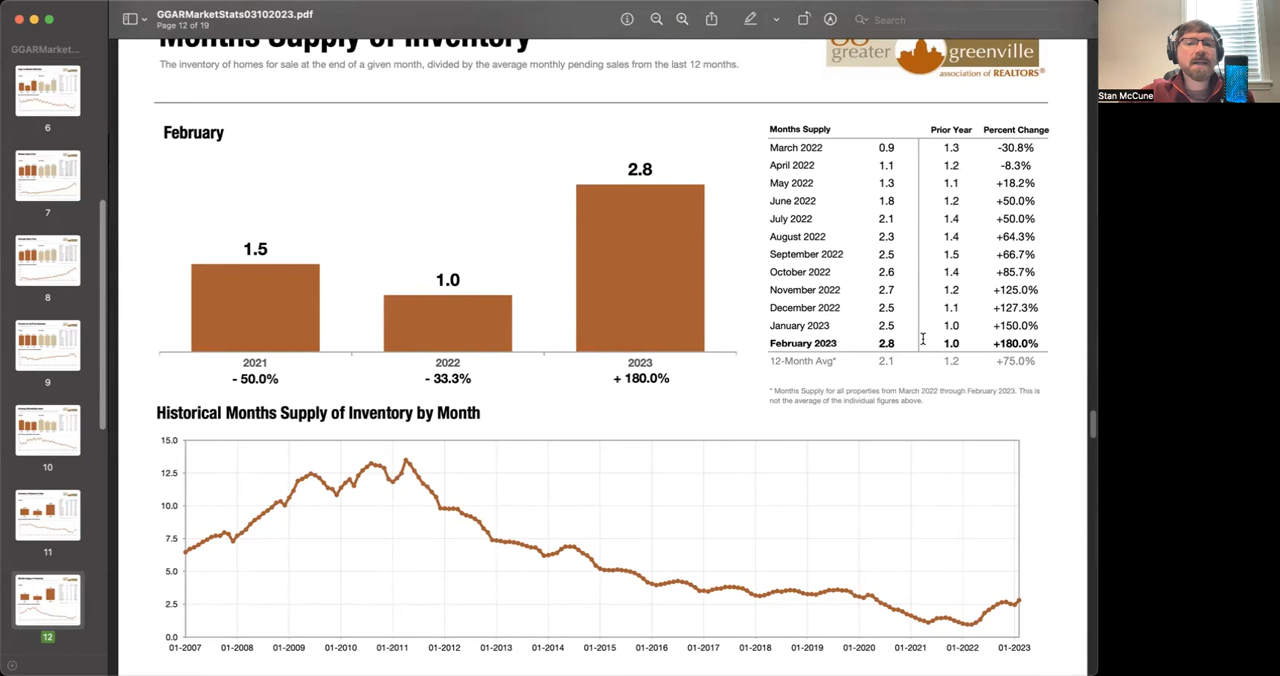 GGARMarketStats03102023.pdf
Page 12 of 19
Search
GGARMarket...
6
7
8
9
10
11
12
Stan McCune
Months Supply of Inventory
The inventory of homes for sale at the end of a given month, divided by the average monthly pending sales from the last 12 months.
greater greenville
association of REALTORS®
February
1.5
1.0
2.8
2021 2022 2023
- 50.0% - 33.3% + 180.0%
Months Supply Prior Year Percent Change
March 2022 0.9 1.3 -30.8%
April 2022 1.1 1.2 -8.3%
May 2022 1.3 1.1 +18.2%
June 2022 1.8 1.2 +50.0%
July 2022 2.1 1.4 +50.0%
August 2022 2.3 1.4 +64.3%
September 2022 2.5 1.5 +66.7%
October 2022 2.6 1.4 +85.7%
November 2022 2.7 1.2 +125.0%
December 2022 2.5 1.1 +127.3%
January 2023 2.5 1.0 +150.0%
February 2023 2.8 1.0 +180.0%
12-Month Avg* 2.1 1.2 +75.0%
* Months Supply for all properties from March 2022 through February 2023. This is
not the average of the individual figures above.
Historical Months Supply of Inventory by Month
15.0
12.5
10.0
7.5
5.0
2.5
0.0
01-2007 01-2008 01-2009 01-2010 01-2011 01-2012 01-2013 01-2014 01-2015 01-2016 01-2017 01-2018 01-2019 01-2020 01-2021 01-2022 01-2023